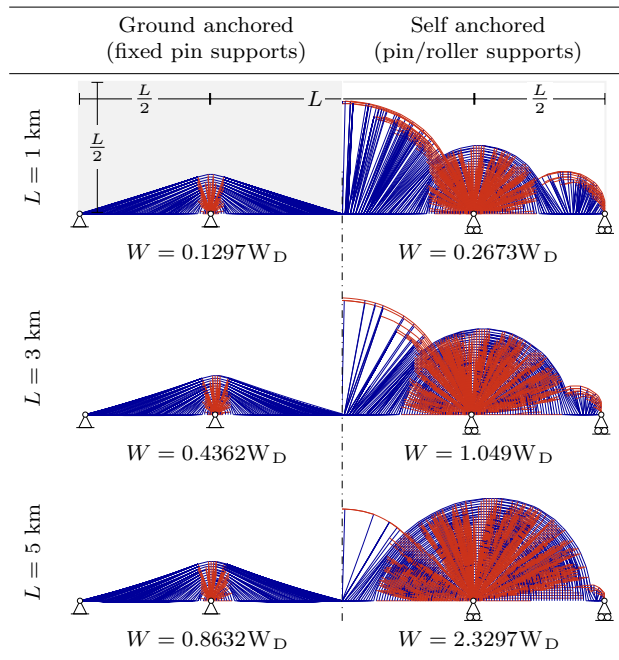 Ground anchored
(fixed pin supports)
Self anchored
(pin/roller supports)
L = 1 km
L/2
L
L/2
L/2
W = 0.1297W_D
W = 0.2673W_D
L = 3 km
W = 0.4362W_D
W = 1.049W_D
L = 5 km
W = 0.8632W_D
W = 2.3297W_D